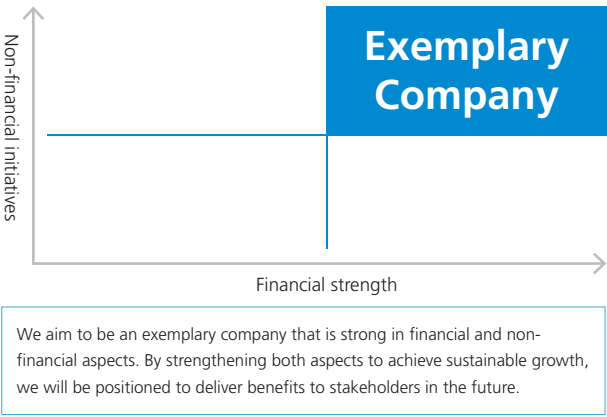 Non-financial initiatives
Exemplary
Company
Financial strength
We aim to be an exemplary company that is strong in financial and non-
financial aspects. By strengthening both aspects to achieve sustainable growth,
we will be positioned to deliver benefits to stakeholders in the future.